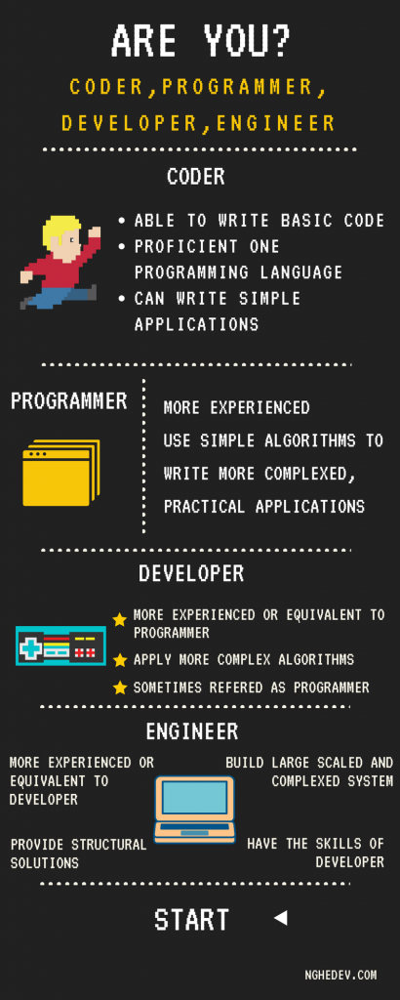 ARE YOU?
CODER,PROGRAMMER,
DEVELOPER,ENGINEER
CODER
• ABLE TO WRITE BASIC CODE
• PROFICIENT ONE
PROGRAMMING LANGUAGE
• CAN WRITE SIMPLE
APPLICATIONS
PROGRAMMER
MORE EXPERIENCED
USE SIMPLE ALGORITHMS TO
WRITE MORE COMPLEXED,
PRACTICAL APPLICATIONS
DEVELOPER
MORE EXPERIENCED OR EQUIVALENT TO
PROGRAMMER
APPLY MORE COMPLEX ALGORITHMS
SOMETIMES REFERED AS PROGRAMMER
ENGINEER
MORE EXPERIENCED OR
EQUIVALENT TO
DEVELOPER
BUILD LARGE SCALED AND
COMPLEXED SYSTEM
PROVIDE STRUCTURAL
SOLUTIONS
HAVE THE SKILLS OF
DEVELOPER
START
NGHEDEV.COM